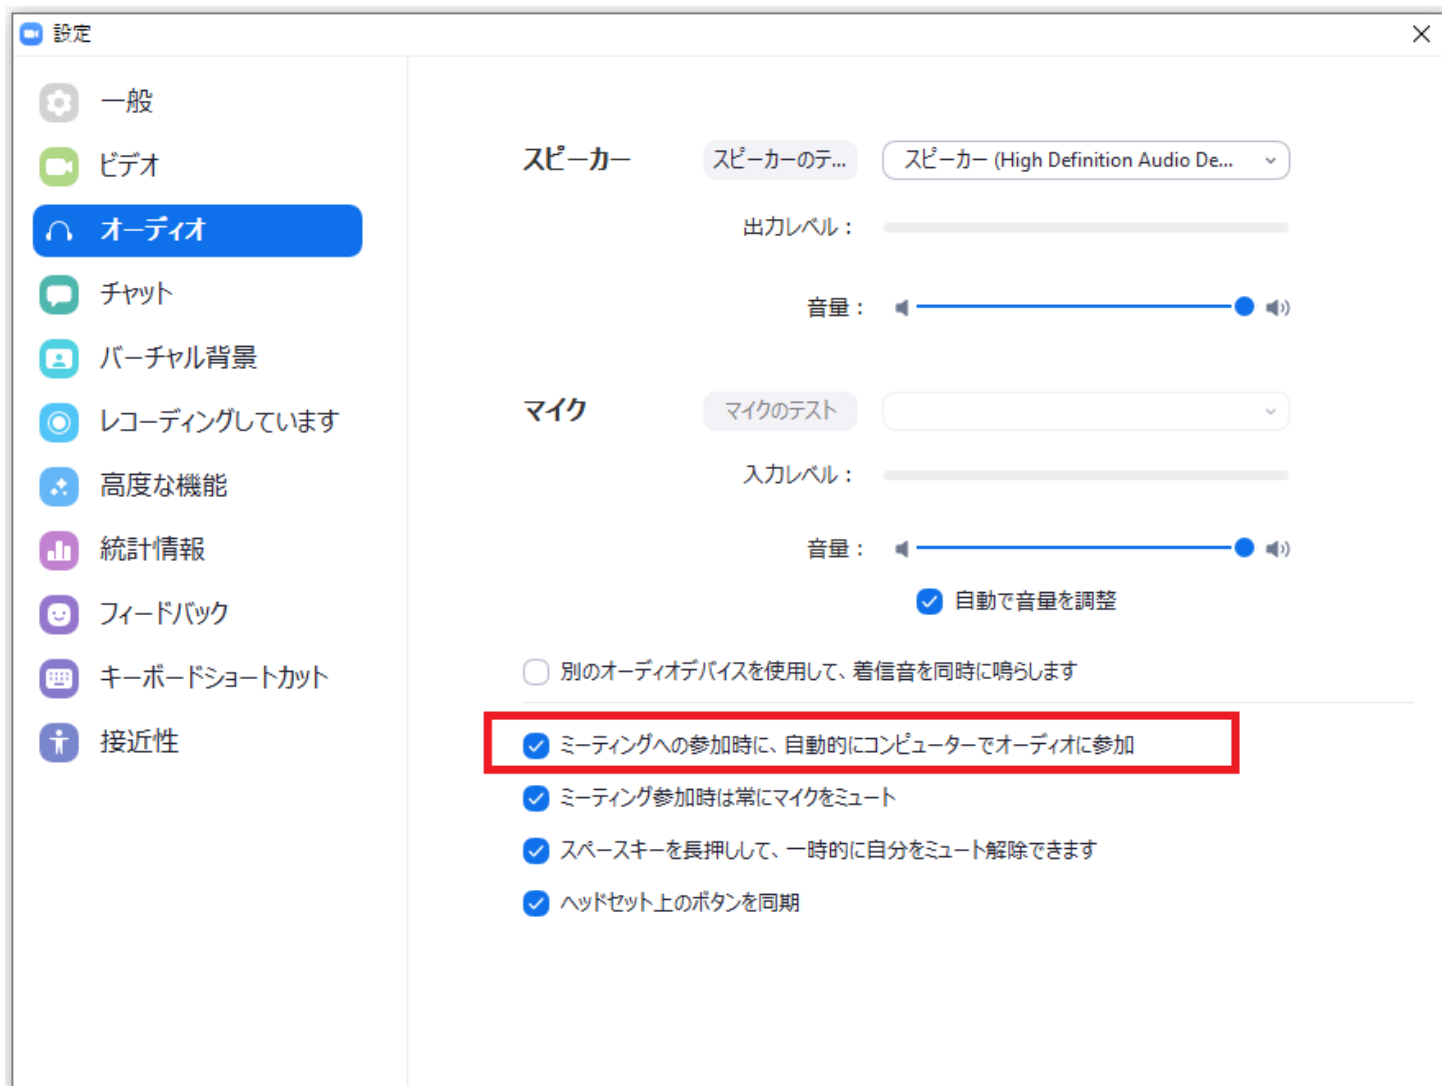 設定
一般
ビデオ
オーディオ
チャット
バーチャル背景
レコーディングしています
高度な機能
統計情報
フィードバック
キーボードショートカット
接近性
スピーカー スピーカーのテ... スピーカー (High Definition Audio De...
出力レベル：
音量：
マイク マイクのテスト
入力レベル：
音量：
自動で音量を調整
別のオーディオデバイスを使用して、着信音を同時に鳴らします
ミーティングへの参加時に、自動的にコンピューターでオーディオに参加
ミーティング参加時は常にマイクをミュート
スペースキーを長押しして、一時的に自分をミュート解除できます
ヘッドセット上のボタンを同期